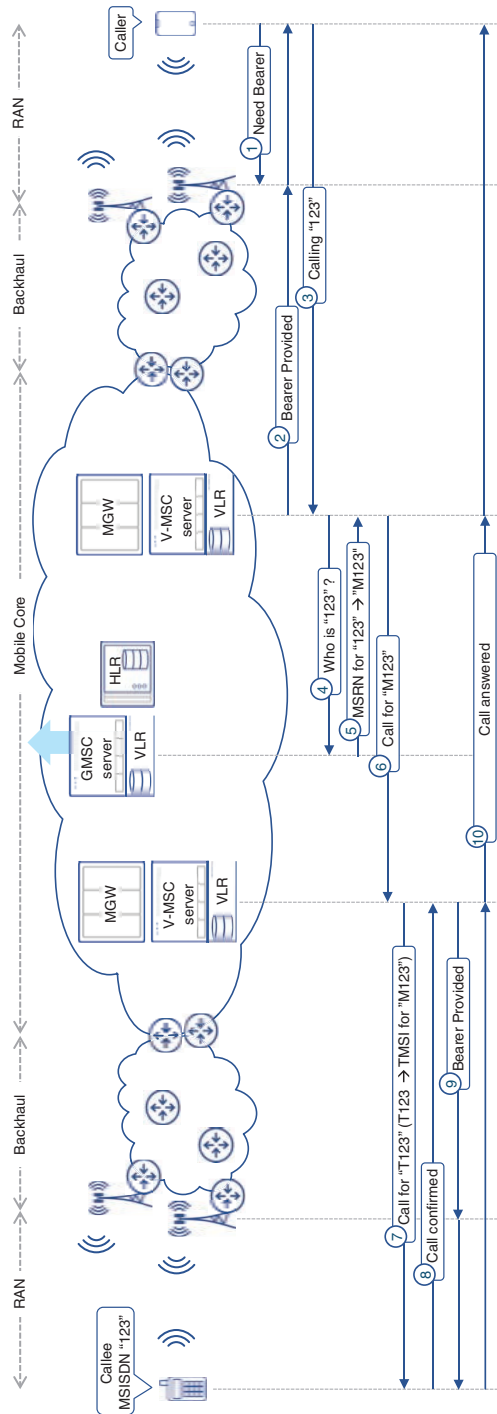 RAN
Backhaul
Mobile Core
Backhaul
RAN
Callee
MSISDN “123”
MGW
V-MSC
server
VLR
GMSC
server
VLR
HLR
MGW
V-MSC
server
VLR
Caller
1 Need Bearer
2 Bearer Provided
3 Calling “123”
4 Who is “123” ?
5 MSRN for “123” → ”M123”
6 Call for “M123”
7 Call for “T123” (T123 → TMSI for ”M123”)
8 Call confirmed
9 Bearer Provided
10 Call answered